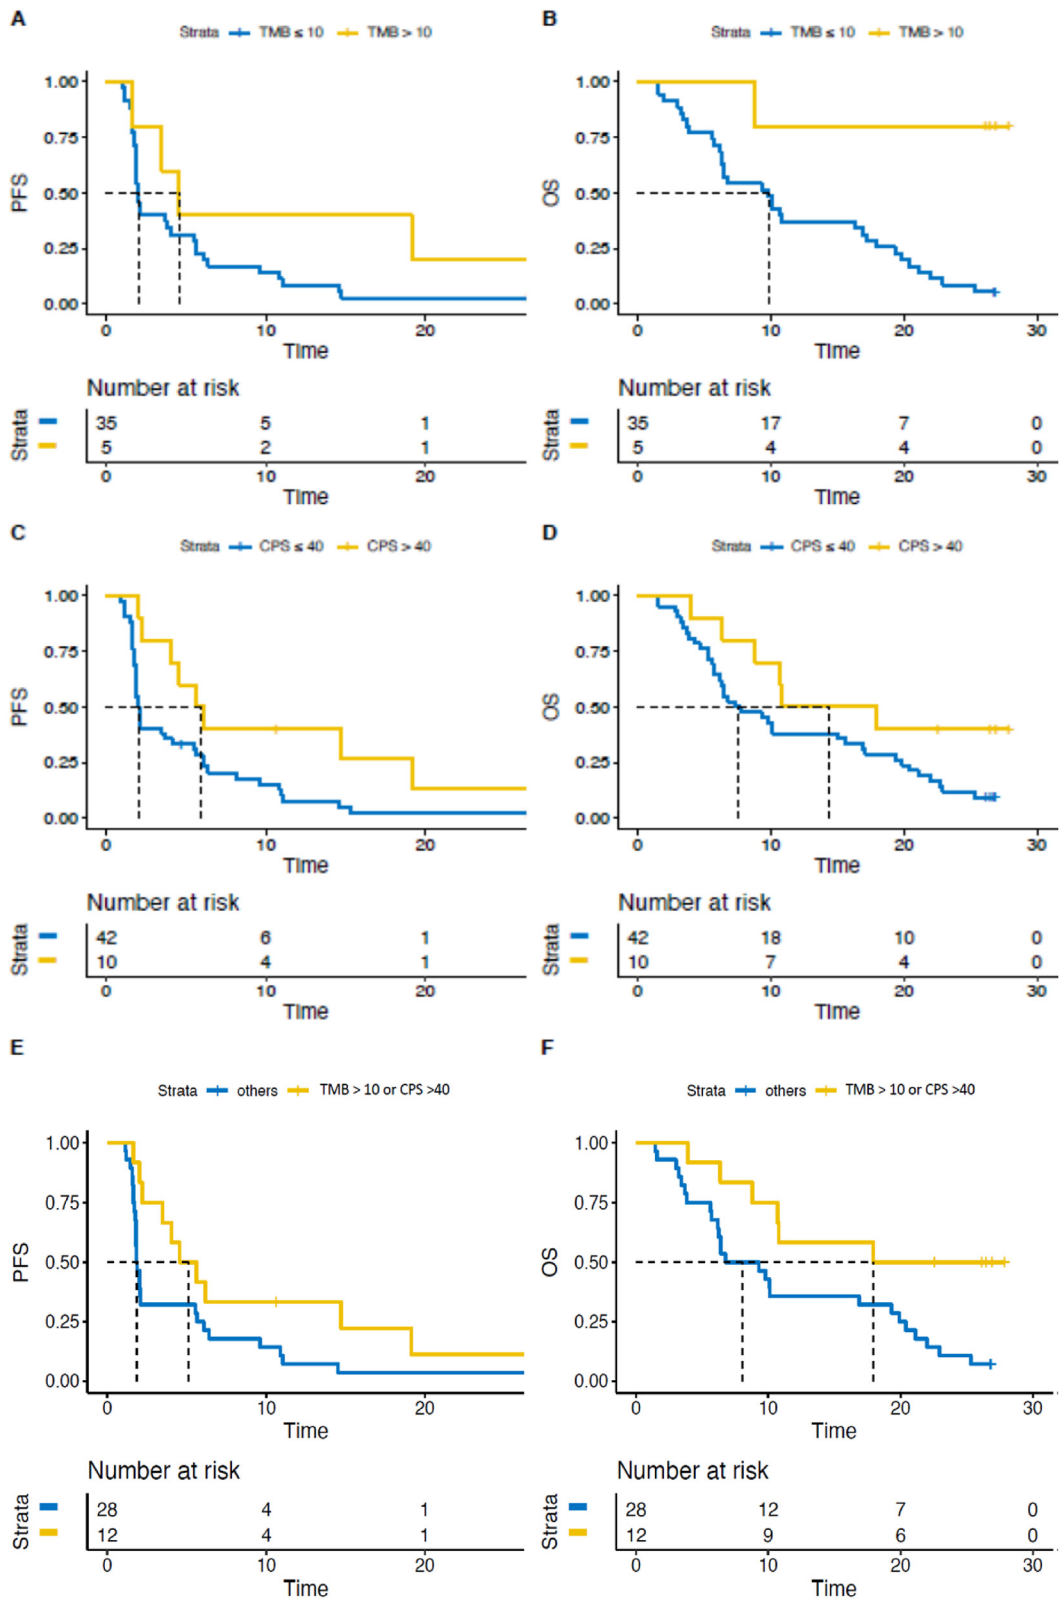 A
Strata TMB ≤ 10 TMB > 10
1.00
0.75
0.50
0.25
0.00
PFS
0 10 20
Time
Number at risk
Strata
35 5 1
5 2 1
0 10 20
Time
B
Strata TMB ≤ 10 TMB > 10
1.00
0.75
0.50
0.25
0.00
OS
0 10 20 30
Time
Number at risk
Strata
35 17 7 0
5 4 4 0
0 10 20 30
Time
C
Strata CPS ≤ 40 CPS > 40
1.00
0.75
0.50
0.25
0.00
PFS
0 10 20
Time
Number at risk
Strata
42 6 1
10 4 1
0 10 20
Time
D
Strata CPS ≤ 40 CPS > 40
1.00
0.75
0.50
0.25
0.00
OS
0 10 20 30
Time
Number at risk
Strata
42 18 10 0
10 7 4 0
0 10 20 30
Time
E
Strata others TMB > 10 or CPS >40
1.00
0.75
0.50
0.25
0.00
PFS
0 10 20
Time
Number at risk
Strata
28 4 1
12 4 1
0 10 20
Time
F
Strata others TMB > 10 or CPS >40
1.00
0.75
0.50
0.25
0.00
OS
0 10 20 30
Time
Number at risk
Strata
28 12 7 0
12 9 6 0
0 10 20 30
Time